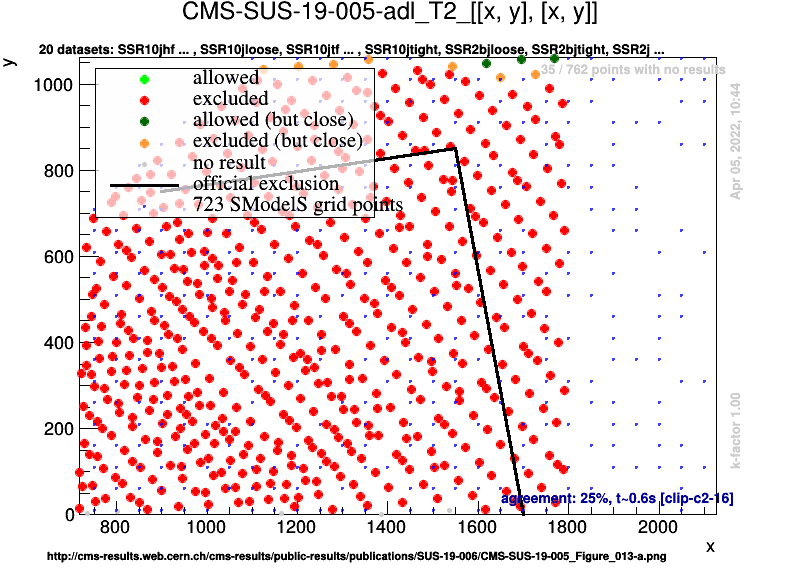 CMS-SUS-19-005-adl_T2_[[x, y], [x, y]]
20 datasets: SSR10jhf ... , SSR10jloose, SSR10jtf ... , SSR10jtight, SSR2bjloose, SSR2bjtight, SSR2j ...
y
35 / 762 points with no results
allowed
excluded
allowed (but close)
excluded (but close)
no result
official exclusion
723 SModelS grid points
1000
800
600
400
200
0
Apr 05, 2022, 10:44
k-factor 1.00
agreement: 25%, t~0.6s [clip-c2-16]
800 1000 1200 1400 1600 1800 2000
x
http://cms-results.web.cern.ch/cms-results/public-results/publications/SUS-19-006/CMS-SUS-19-005_Figure_013-a.png